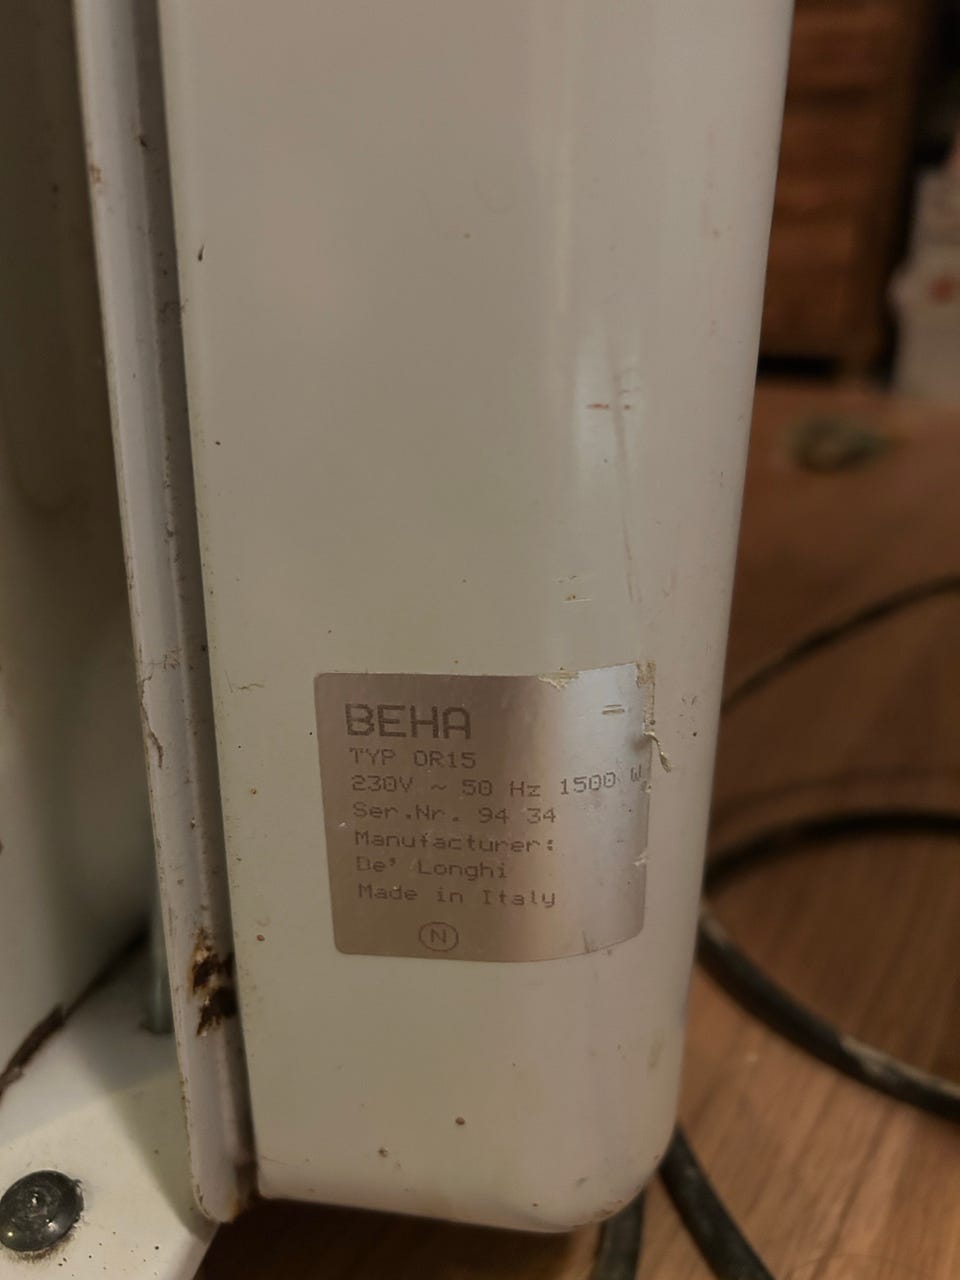 BEHA
TYP OR15
230V ~ 50 Hz 1500 W
Ser.Nr. 94 34
Manufacturer:
De' Longhi
Made in Italy
N